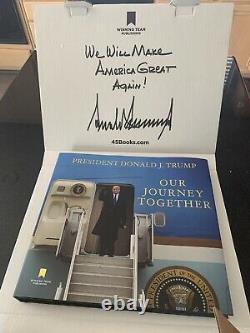 WINNING TEAM
PUBLISHING
We Will Make
America Great
Again!
45Books.com
PRESIDENT DONALD J. TRUMP
OUR
JOURNEY
TOGETHER